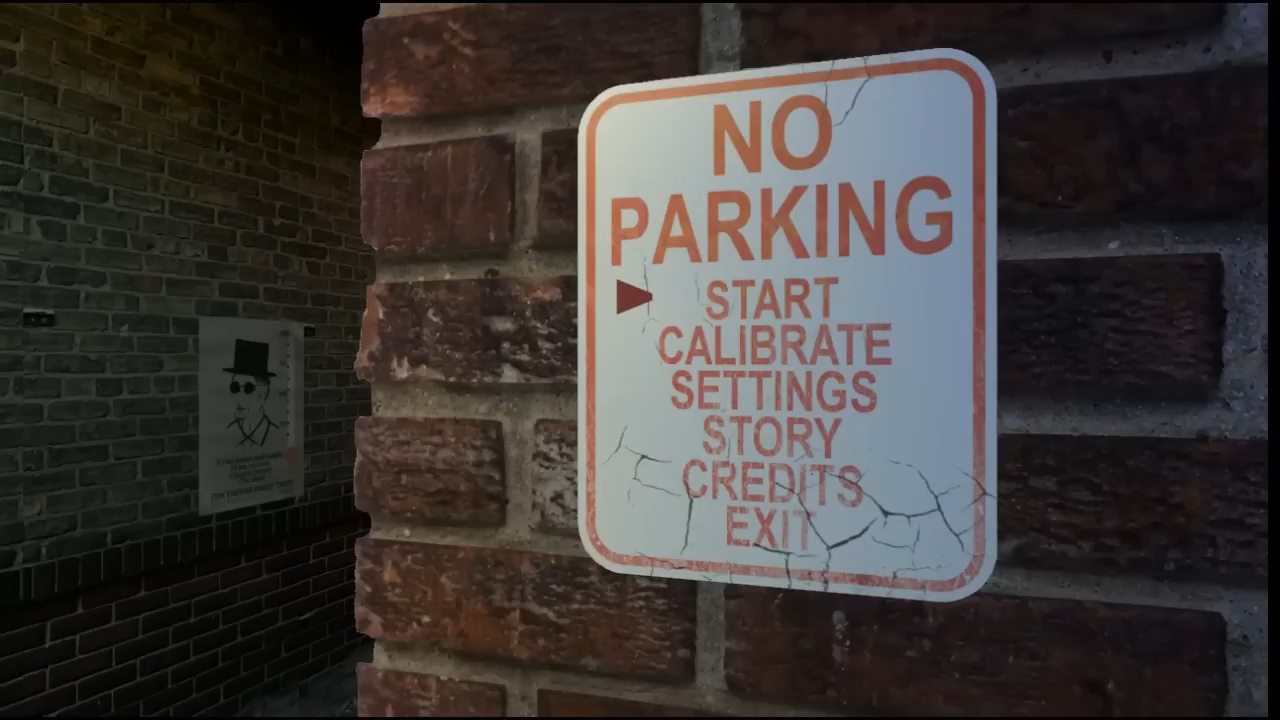 NO
PARKING
START
CALIBRATE
SETTINGS
STORY
CREDITS
EXIT